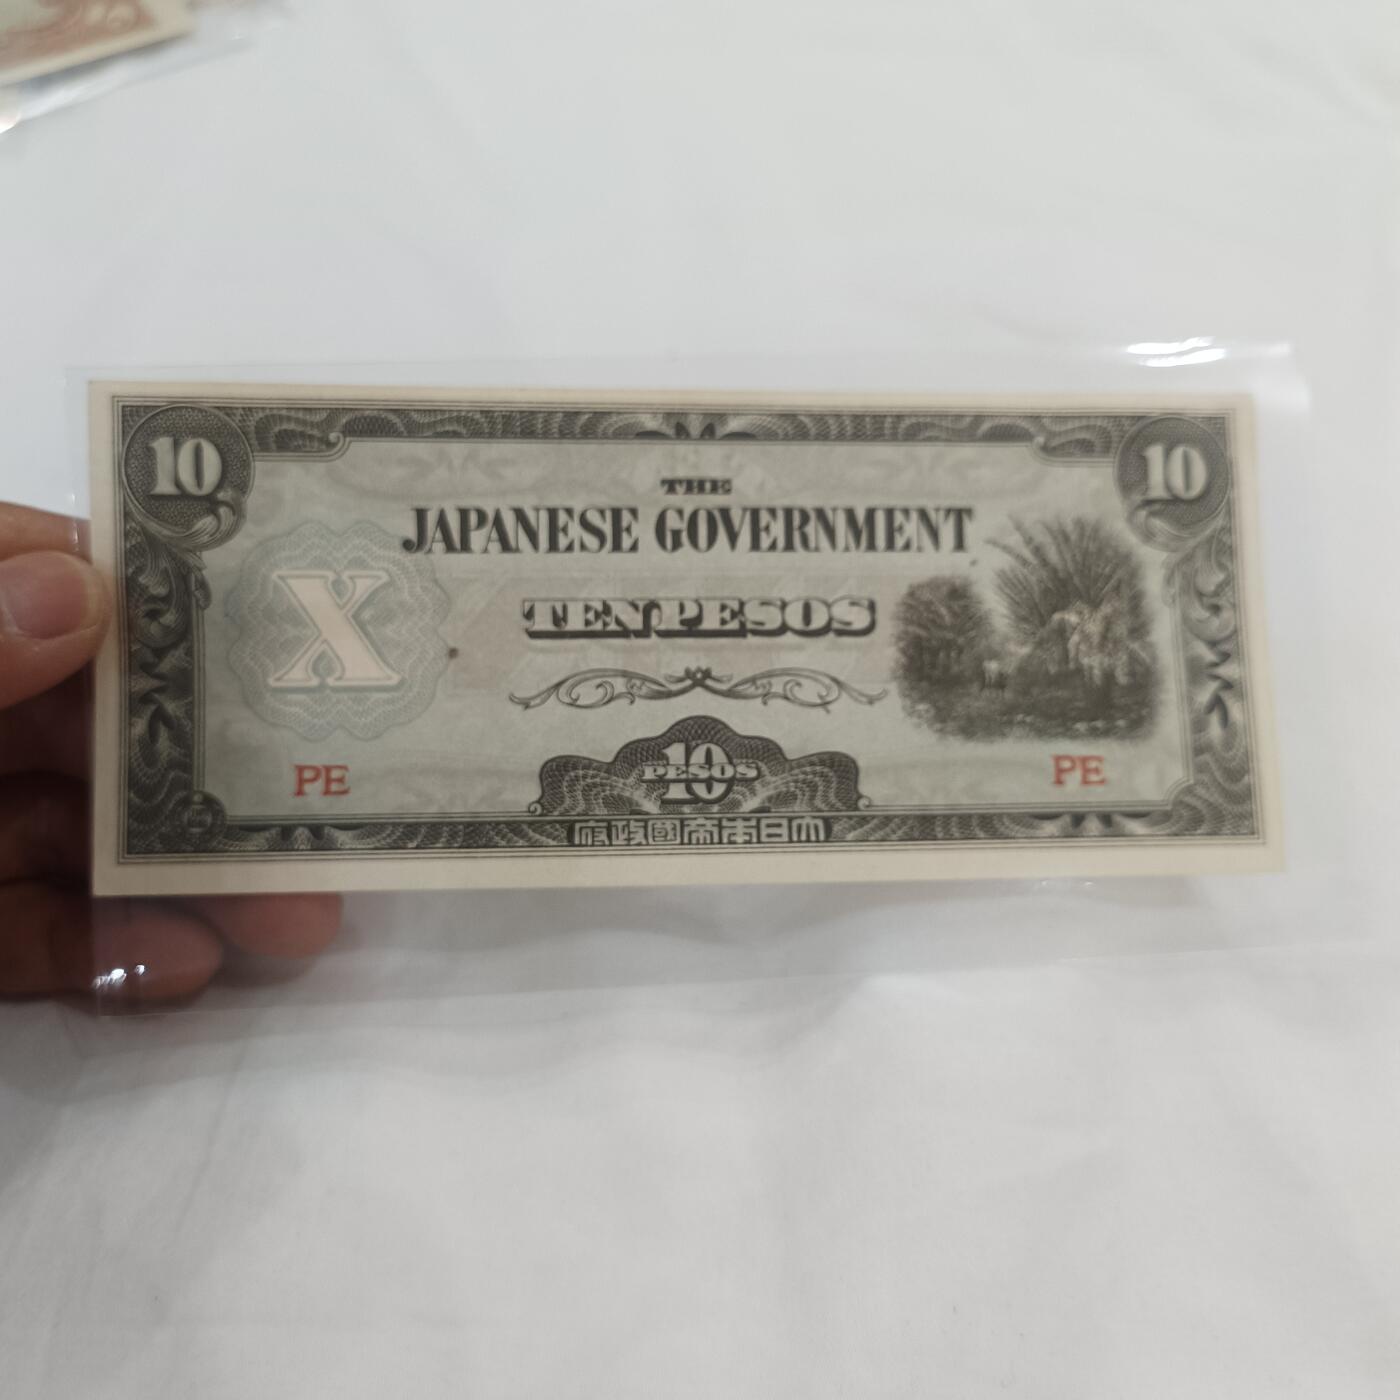 10
10
THE
JAPANESE GOVERNMENT
X
TEN PESOS
PE
10
PESOS
PE
府政國帝本日大